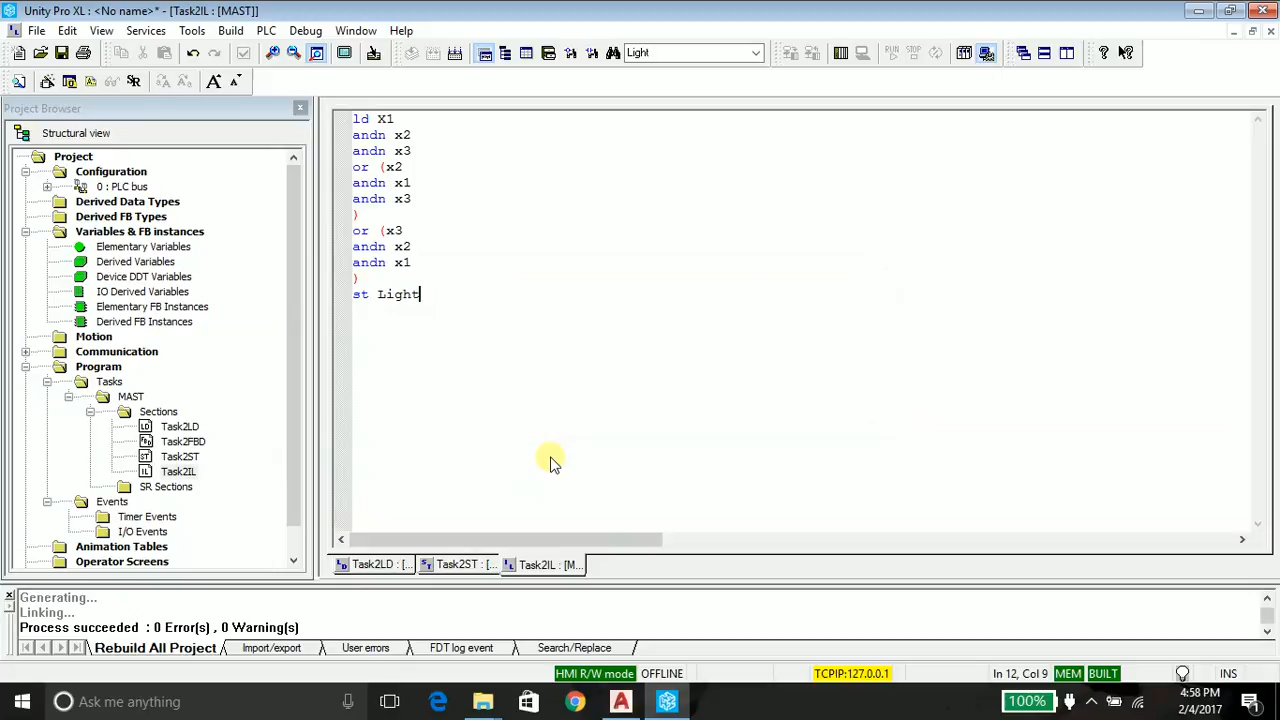 Unity Pro XL : <No name>* - [Task2IL : [MAST]]
File Edit View Services Tools Build PLC Debug Window Help
Light
Project Browser
Structural view
Project
Configuration
0 : PLC bus
Derived Data Types
Derived FB Types
Variables & FB instances
Elementary Variables
Derived Variables
Device DDT Variables
IO Derived Variables
Elementary FB Instances
Derived FB Instances
Motion
Communication
Program
Tasks
MAST
Sections
Task2LD
Task2FBD
Task2ST
Task2IL
SR Sections
Events
Timer Events
I/O Events
Animation Tables
Operator Screens
ld X1
andn x2
andn x3
or (x2
andn x1
andn x3
)
or (x3
andn x2
andn x1
)
st Light
Task2LD : [... Task2ST : [... Task2IL : [M...
Generating...
Linking...
Process succeeded : 0 Error(s) , 0 Warning(s)
Rebuild All Project Import/export User errors FDT log event Search/Replace
HMI R/W mode OFFLINE TCPIP:127.0.0.1 ln 12, Col 9 MEM BUILT INS
Ask me anything 100% 4:58 PM
2/4/2017